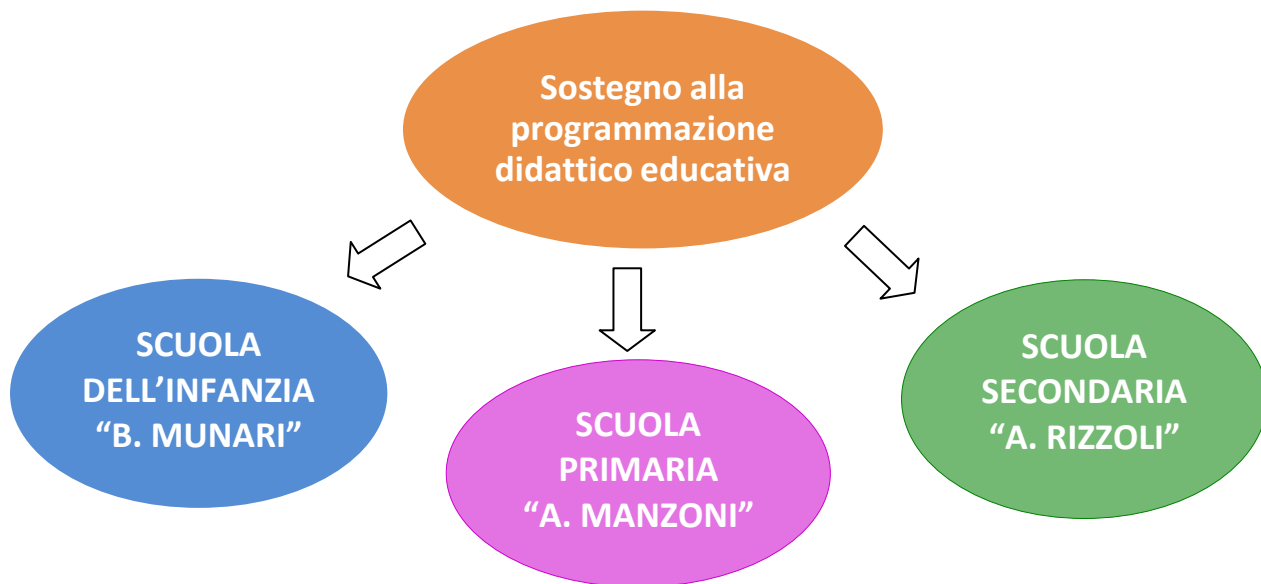 Sostegno alla
programmazione
didattico educativa
SCUOLA
DELL’INFANZIA
“B. MUNARI”
SCUOLA
PRIMARIA
“A. MANZONI”
SCUOLA
SECONDARIA
“A. RIZZOLI”